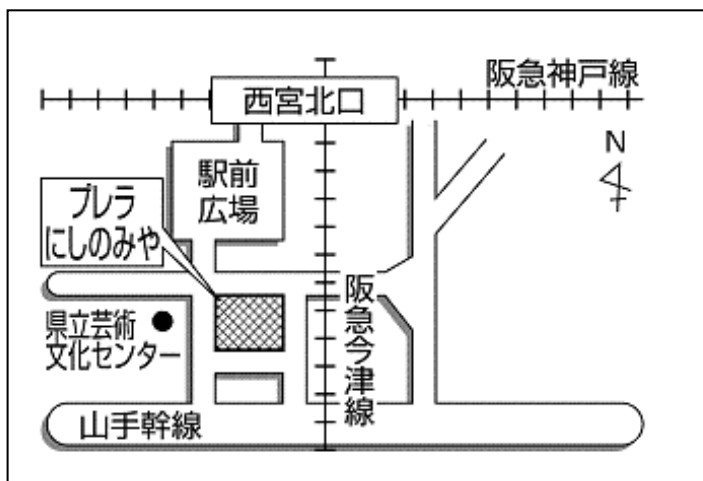 阪急神戸線
西宮北口
N
駅前
広場
プレラ
にしのみや
阪急今津線
県立芸術
文化センター
山手幹線